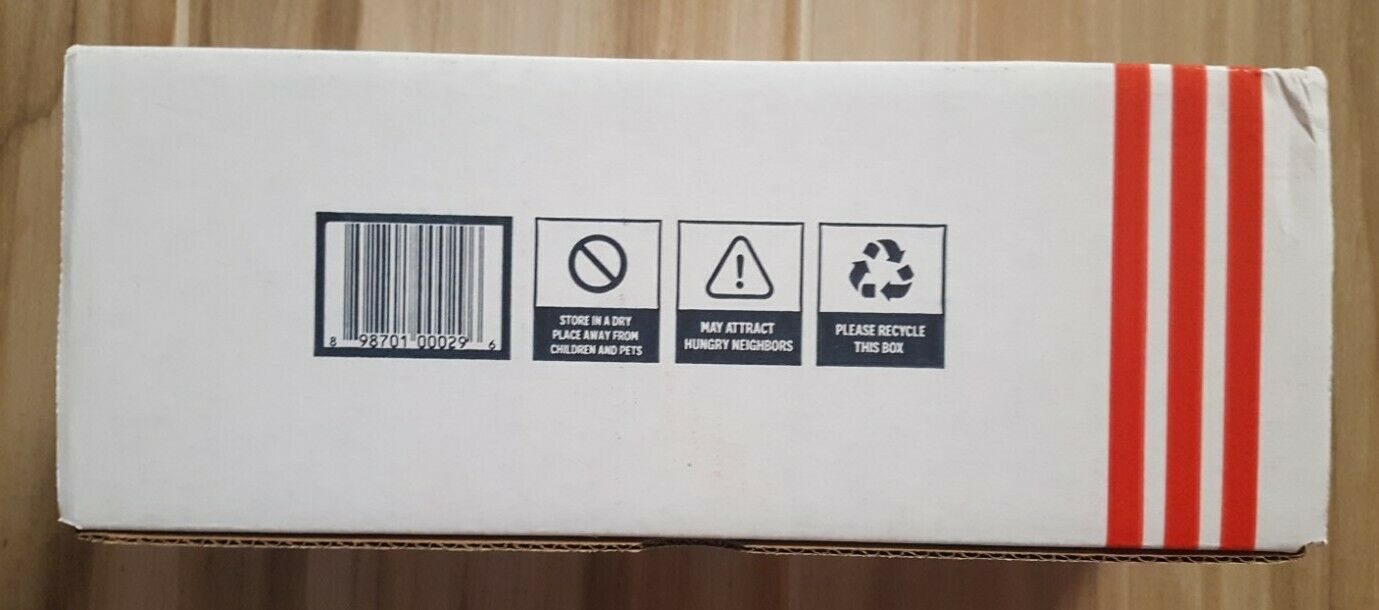 8 98701 00029 6
STORE IN A DRY
PLACE AWAY FROM
CHILDREN AND PETS
MAY ATTRACT
HUNGRY NEIGHBORS
PLEASE RECYCLE
THIS BOX